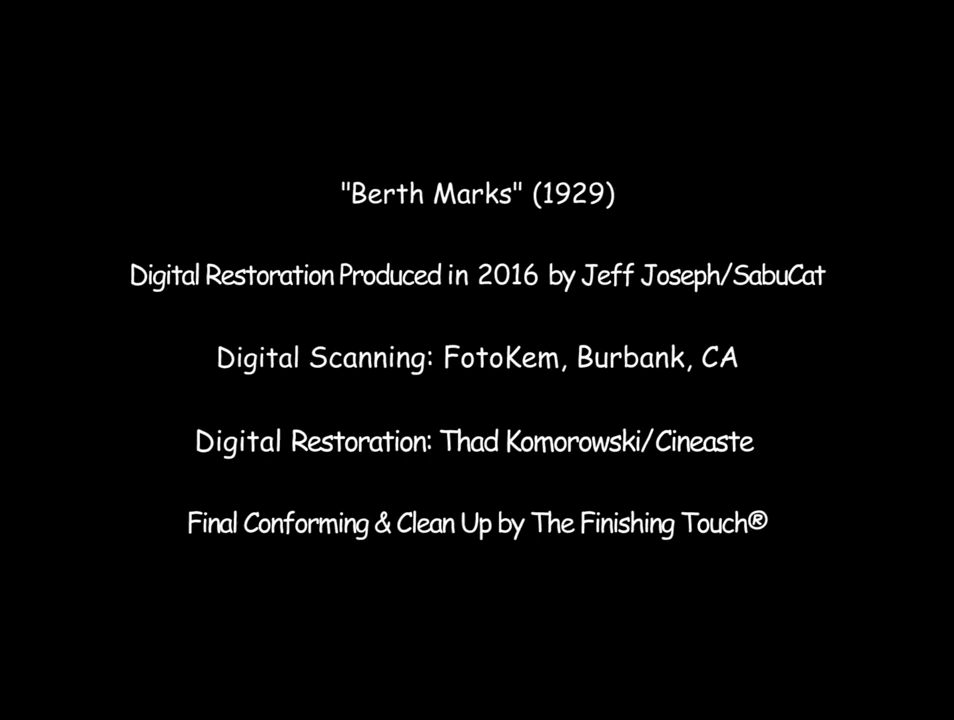 "Berth Marks" (1929)
Digital Restoration Produced in 2016 by Jeff Joseph/SabuCat
Digital Scanning: FotoKem, Burbank, CA
Digital Restoration: Thad Komorowski/Cineaste
Final Conforming & Clean Up by The Finishing Touch®